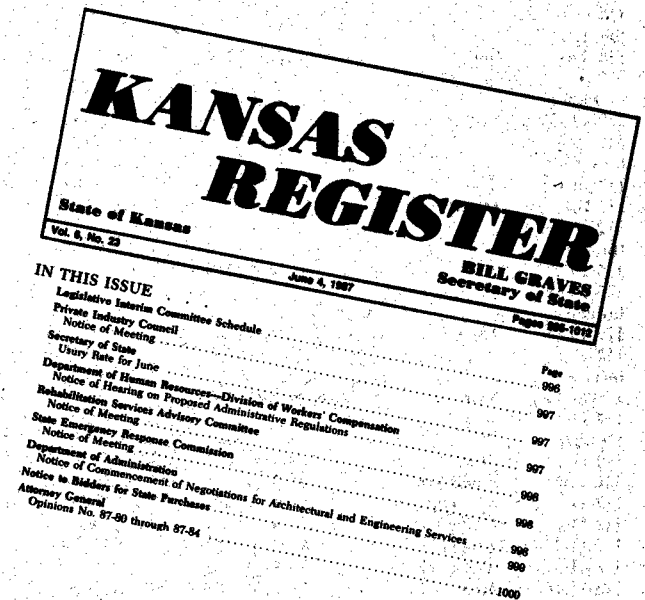 KANSAS
REGISTER
State of Kansas
BILL GRAVES
Secretary of State
Vol. 6, No. 23 June 4, 1987 Pages 995-1012
IN THIS ISSUE . . . .
Page
Legislative Interim Committee Schedule 996
Private Industry Council
Notice of Meeting 997
Secretary of State
Usury Rate for June 997
Department of Human Resources—Division of Workers' Compensation
Notice of Hearing on Proposed Administrative Regulations 997
Rehabilitation Services Advisory Committee
Notice of Meeting 998
State Emergency Response Commission
Notice of Meeting 998
Department of Administration
Notice of Commencement of Negotiations for Architectural and Engineering Services 998
Notice to Bidders for State Purchases 999
Attorney General
Opinions No. 87-80 through 87-84 1000